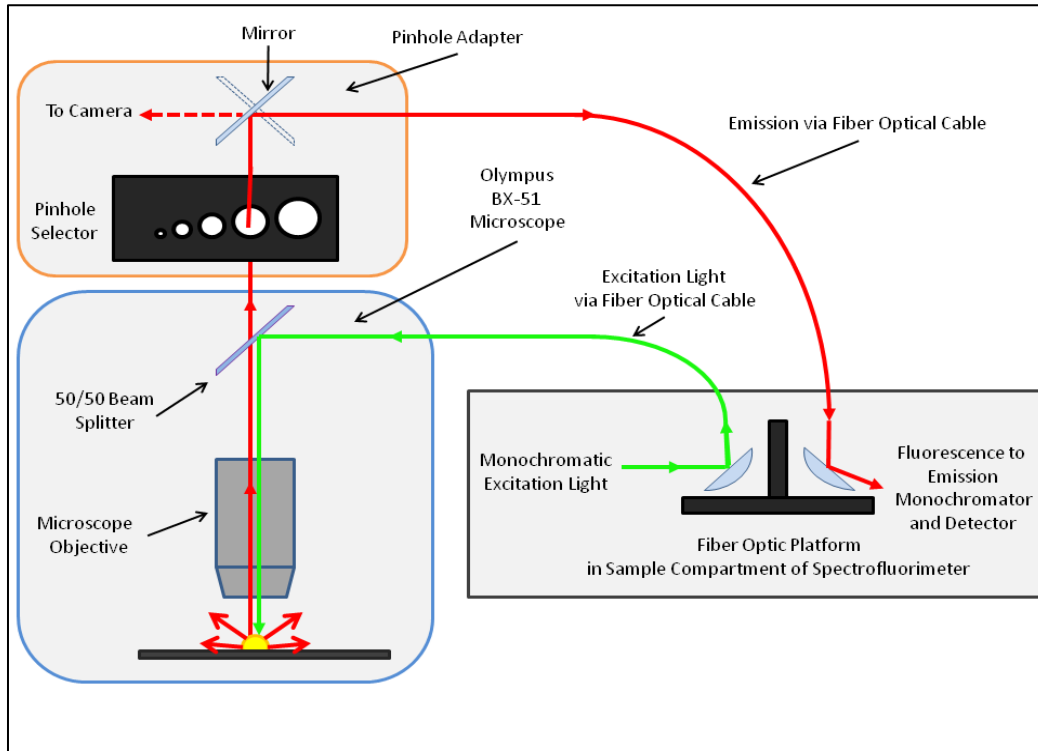 Mirror
Pinhole Adapter
To Camera
Emission via Fiber Optical Cable
Olympus
BX-51
Microscope
Pinhole
Selector
Excitation Light
via Fiber Optical Cable
50/50 Beam
Splitter
Monochromatic
Excitation Light
Fluorescence to
Emission
Monochromator
and Detector
Microscope
Objective
Fiber Optic Platform
in Sample Compartment of Spectrofluorimeter